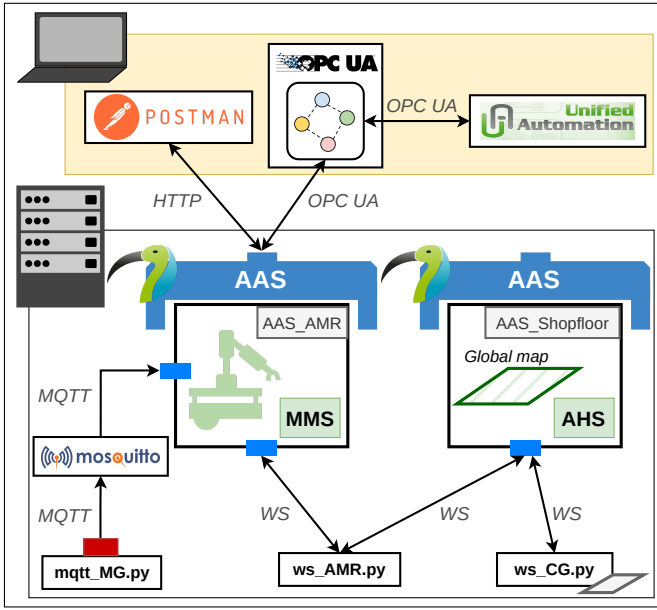 OPC UA
POSTMAN
OPC UA
Unified
Automation
HTTP
OPC UA
AAS
AAS
AAS_AMR
AAS_Shopfloor
Global map
MQTT
MMS
AHS
mosquitto
MQTT
WS
WS
WS
mqtt_MG.py
ws_AMR.py
ws_CG.py